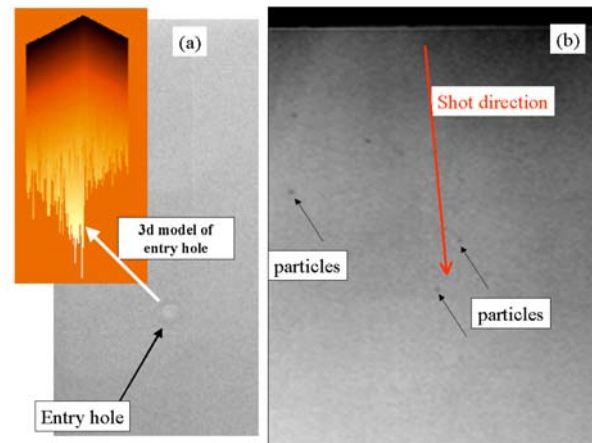 (a)
3d model of
entry hole
Entry hole
(b)
Shot direction
particles
particles